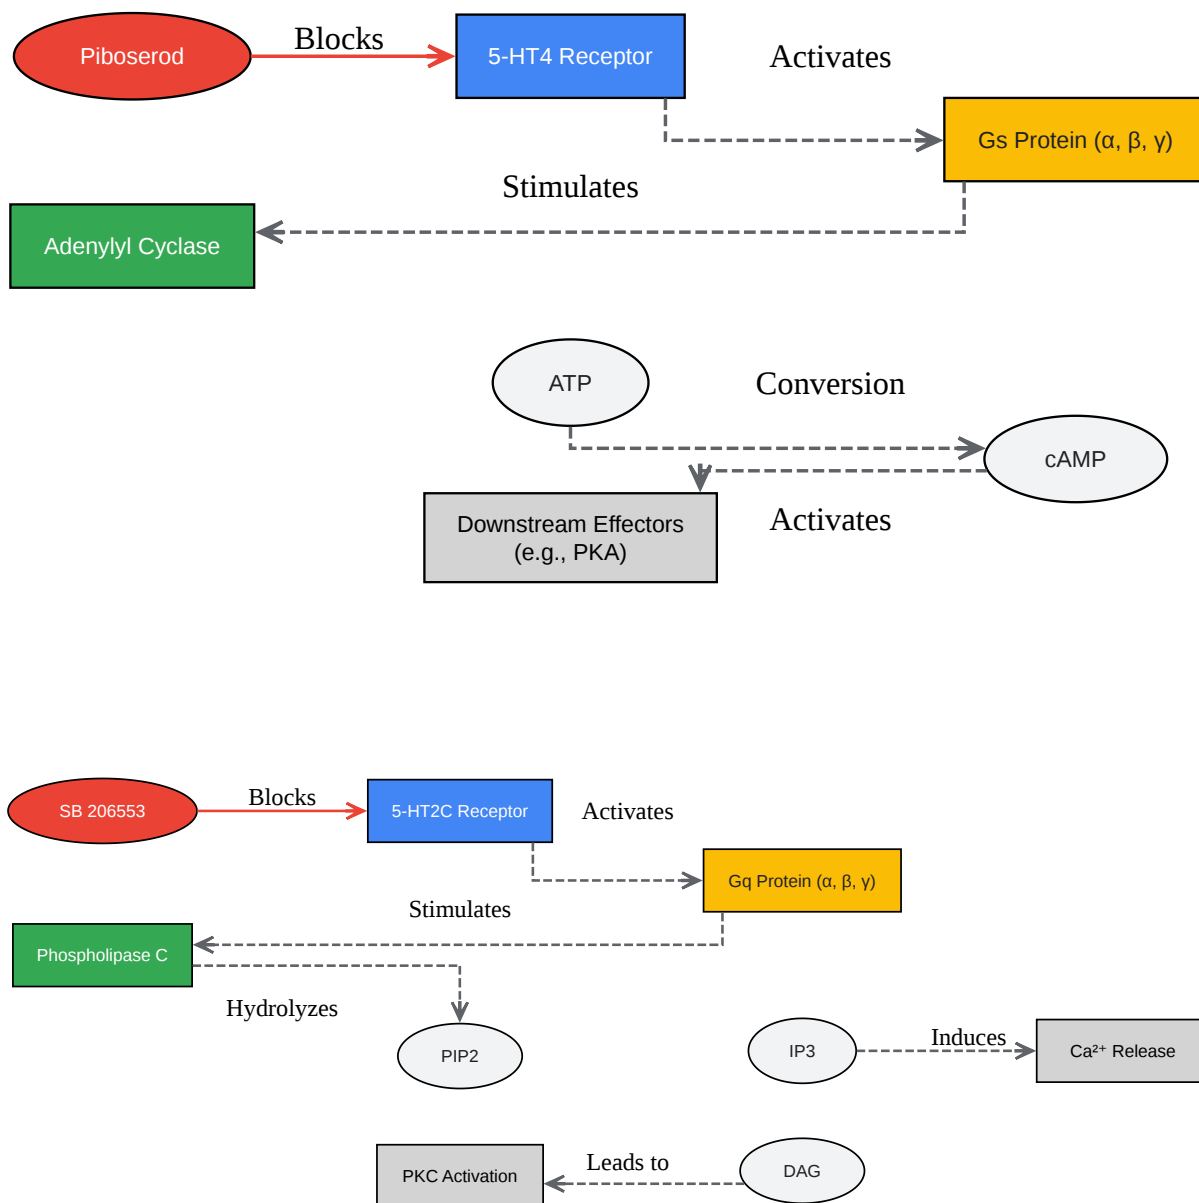 Piboserod
Blocks
5-HT4 Receptor
Activates
Gs Protein (α, β, γ)
Stimulates
Adenylyl Cyclase
ATP
Conversion
cAMP
Downstream Effectors
(e.g., PKA)
Activates
SB 206553
Blocks
5-HT2C Receptor
Activates
Gq Protein (α, β, γ)
Stimulates
Phospholipase C
Hydrolyzes
PIP2
IP3
Induces
Ca²⁺ Release
PKC Activation
Leads to
DAG